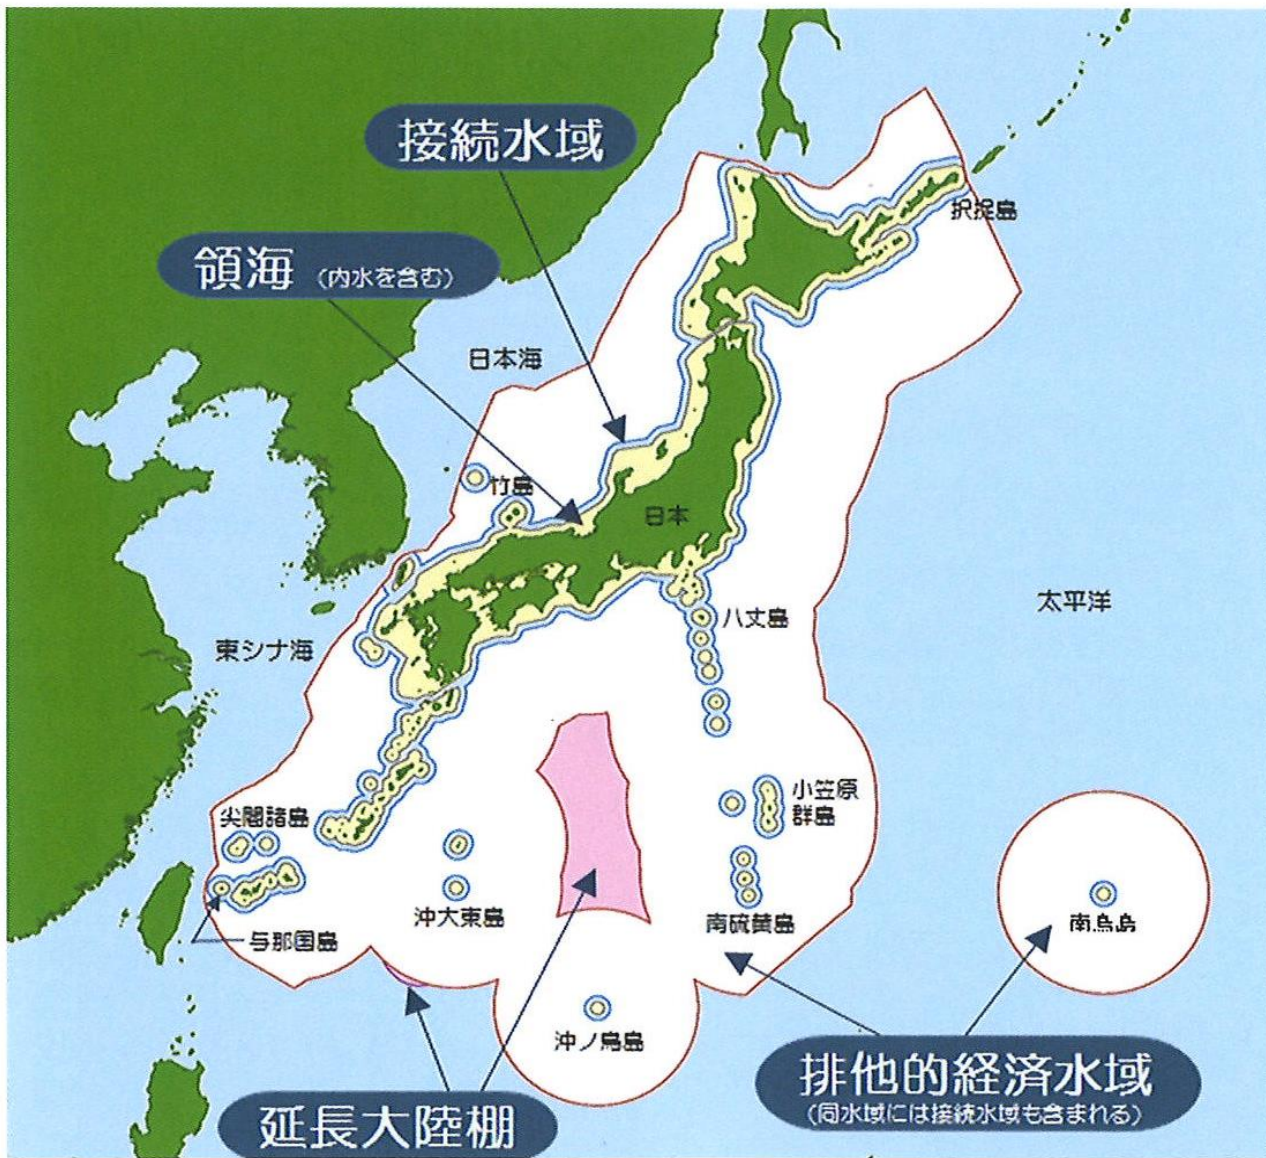 接続水域
択捉島
領海 (内水を含む)
日本海
竹島
日本
八丈島
太平洋
東シナ海
小笠原
群島
尖閣諸島
沖大東島
南硫黄島
南鳥島
与那国島
沖ノ鳥島
排他的経済水域
(同水域には接続水域も含まれる)
延長大陸棚